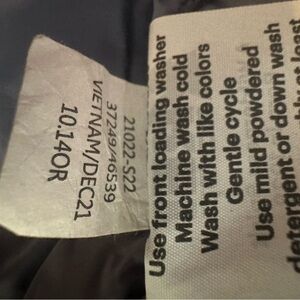 21022-S22
37249/46539
VIETNAM/DEC21
10.14OR
Use front loading washer
Machine wash cold
Wash with like colors
Gentle cycle
Use mild powdered
detergent or down wash